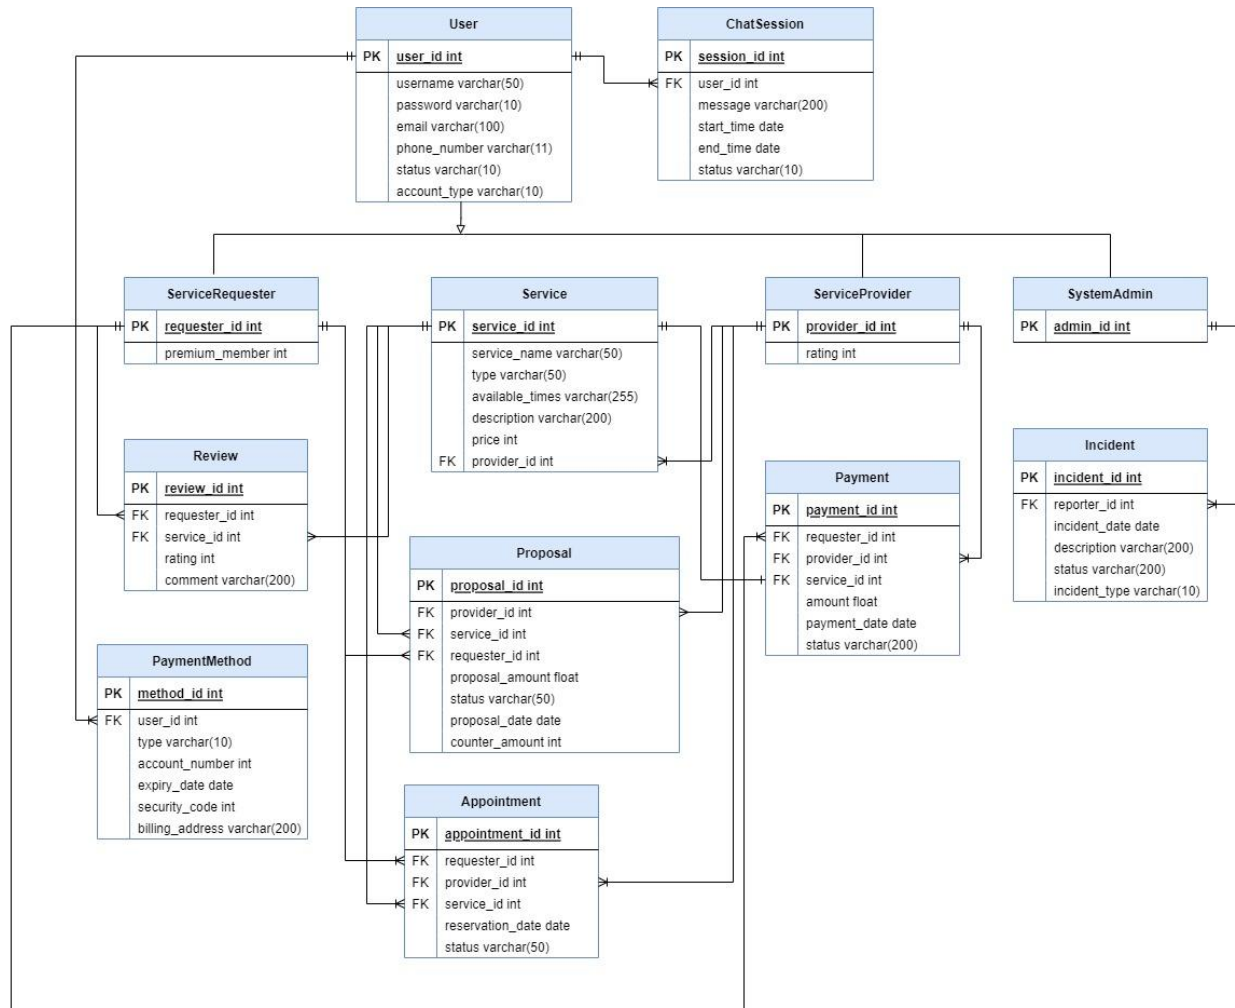 User
PK user_id int
username varchar(50)
password varchar(10)
email varchar(100)
phone_number varchar(11)
status varchar(10)
account_type varchar(10)
ChatSession
PK session_id int
FK user_id int
message varchar(200)
start_time date
end_time date
status varchar(10)
ServiceRequester
PK requester_id int
premium_member int
Service
PK service_id int
service_name varchar(50)
type varchar(50)
available_times varchar(255)
description varchar(200)
price int
FK provider_id int
ServiceProvider
PK provider_id int
rating int
SystemAdmin
PK admin_id int
Review
PK review_id int
FK requester_id int
FK service_id int
rating int
comment varchar(200)
Proposal
PK proposal_id int
FK provider_id int
FK service_id int
FK requester_id int
proposal_amount float
status varchar(50)
proposal_date date
counter_amount int
Payment
PK payment_id int
FK requester_id int
FK provider_id int
FK service_id int
amount float
payment_date date
status varchar(200)
Incident
PK incident_id int
FK reporter_id int
incident_date date
description varchar(200)
status varchar(200)
incident_type varchar(10)
PaymentMethod
PK method_id int
FK user_id int
type varchar(10)
account_number int
expiry_date date
security_code int
billing_address varchar(200)
Appointment
PK appointment_id int
FK requester_id int
FK provider_id int
FK service_id int
reservation_date date
status varchar(50)